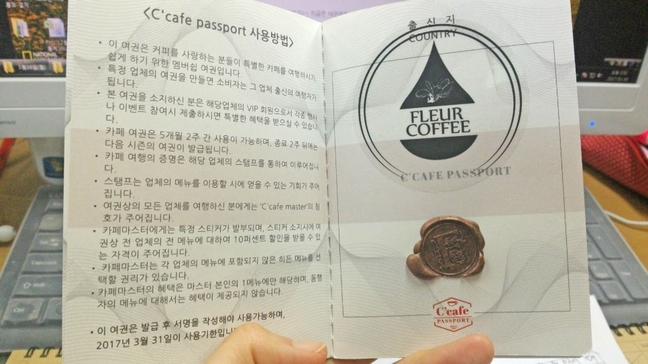 <C'cafe passport 사용방법>
• 이 여권은 커피를 사랑하는 분들이 특별한 카페를 여행하시기
쉽게 하기 위한 멤버쉽 여권입니다.
• 특정 업체의 여권을 만들면 소비자는 그 업체 출신의 여행자가
됩니다.
• 본 여권을 소지하신 분은 해당업체의 VIP 회원으로서 각종 행사
나 이벤트 참여시 제출하시면 특별한 혜택을 받으실 수 있습니
다.
• 카페 여권은 5개월 2주 간 사용이 가능하며, 종료 2주 뒤에는
다음 시즌의 여권이 발급됩니다.
• 카페 여행의 증명은 해당 업체의 스탬프를 통하여 이루어집니
다.
• 스탬프는 업체의 메뉴를 이용할 시에 얻을 수 있는 기회가 주어
집니다.
• 여권상의 모든 업체를 여행하신 분에게는 'C'cafe master'의 칭
호가 주어집니다.
• 카페마스터에게는 특정 스티커가 발부되며, 스티커 소지시에 여
권상 전 업체의 전 메뉴에 대하여 10퍼센트 할인을 받을 수 있
는 자격이 주어집니다.
• 카페마스터는 각 업체의 메뉴에 포함되지 않은 히든 메뉴를 선
택할 권리가 있습니다.
• 카페마스터의 혜택은 마스터 본인의 1메뉴에만 해당하며, 동행
자의 메뉴에 대해서는 혜택이 제공되지 않습니다.
• 이 여권은 발급 후 서명을 작성해야 사용가능하며,
2017년 3월 31일이 사용기한입니
출 신 지
COUNTRY
FLEUR
COFFEE
C'CAFE PASSPORT
C'cafe
PASSPORT